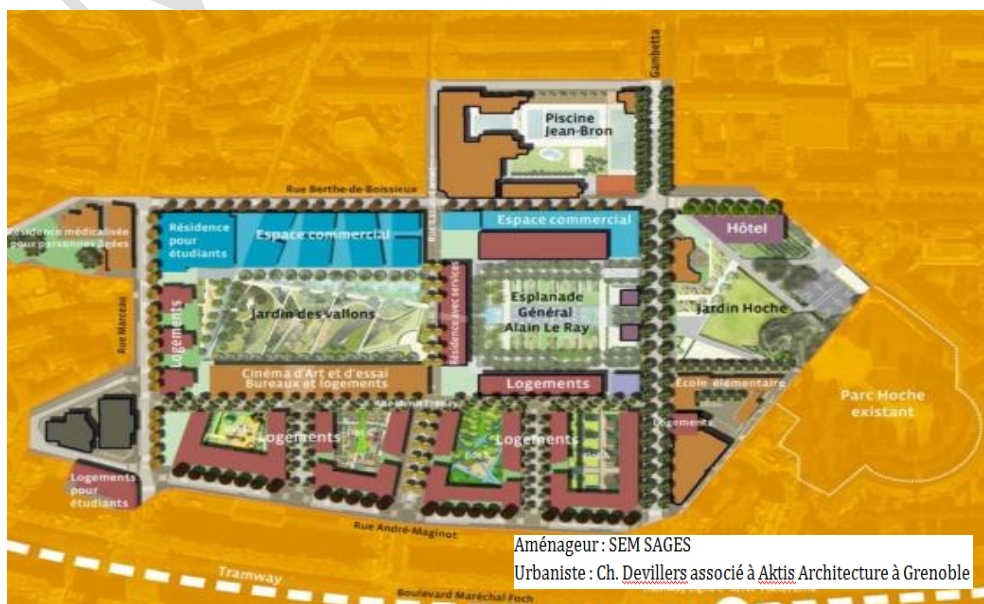 Gambetta
Piscine
Jean-Bron
Rue Berthe-de-Boissieux
Résidence médicalisée
pour personnes âgées
Résidence
pour
étudiants
Espace commercial
Espace commercial
Hôtel
Rue Marceau
Logements
Jardin des vallons
Résidence avec services
Esplanade
Général
Alain Le Ray
Jardin Hoche
Cinéma d'Art et d'essai
Bureaux et logements
Logements
École élémentaire
Parc Hoche
existant
Logements
Logements
Logements
Logements
pour
étudiants
Rue André-Maginot
Aménageur : SEM SAGES
Urbaniste : Ch. Devillers associé à Aktis Architecture à Grenoble
Tramway
Boulevard Maréchal Foch